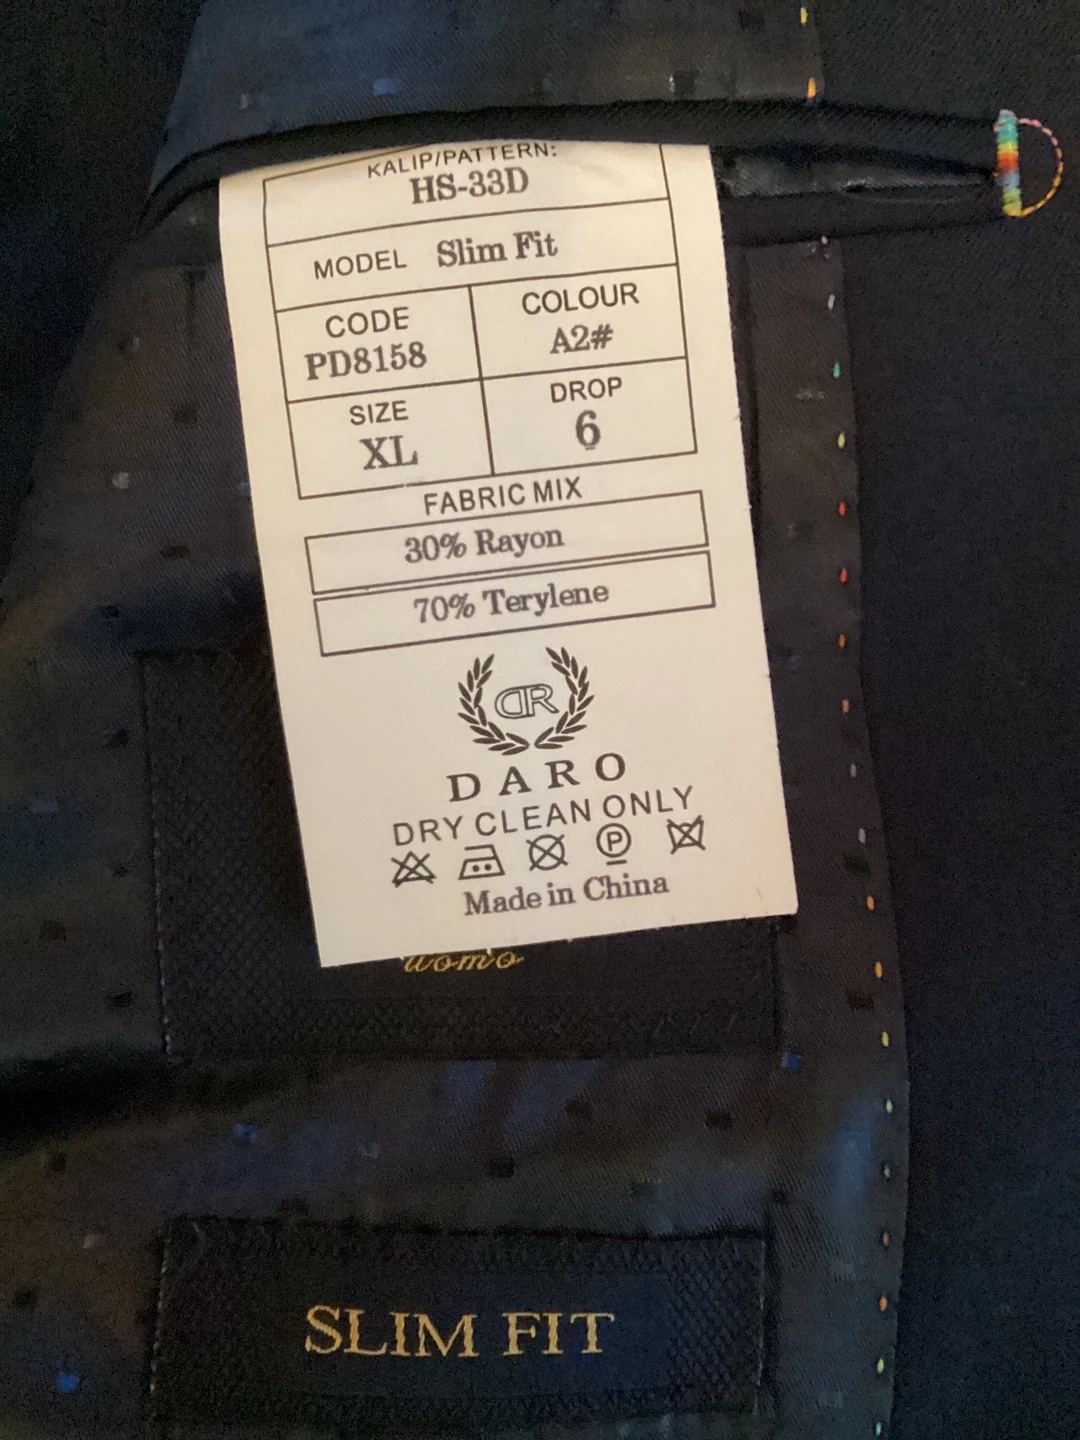 KALIP/PATTERN:
HS-33D
MODEL Slim Fit
CODE
PD8158
COLOUR
A2#
SIZE
XL
DROP
6
FABRIC MIX
30% Rayon
70% Terylene
DR
DARO
DRY CLEAN ONLY
P
Made in China
uomo
SLIM FIT